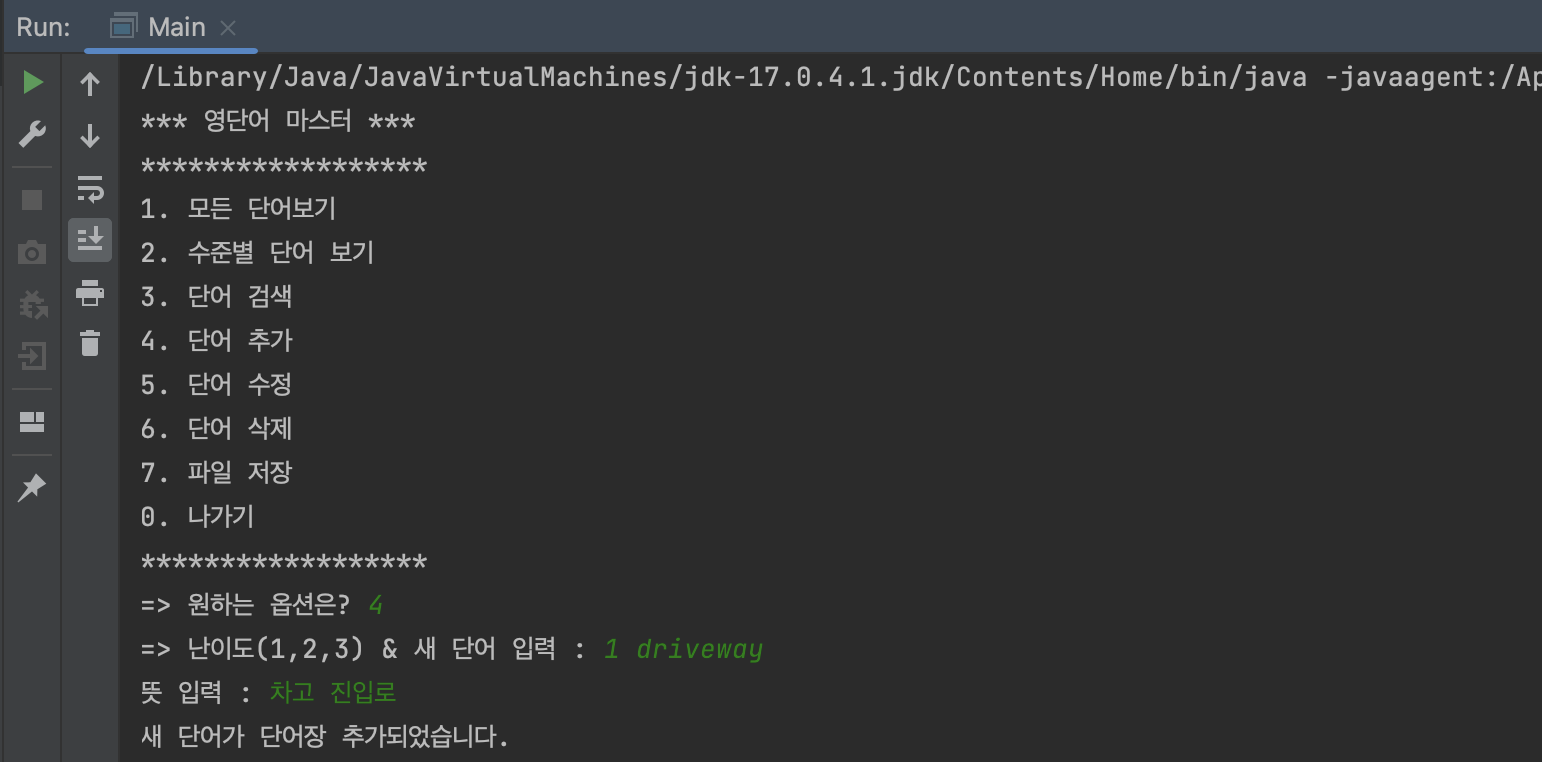 Run: Main
/Library/Java/JavaVirtualMachines/jdk-17.0.4.1.jdk/Contents/Home/bin/java -javaagent:/Ap
*** 영단어 마스터 ***
******************
1. 모든 단어보기
2. 수준별 단어 보기
3. 단어 검색
4. 단어 추가
5. 단어 수정
6. 단어 삭제
7. 파일 저장
0. 나가기
******************
=> 원하는 옵션은? 4
=> 난이도(1,2,3) & 새 단어 입력 : 1 driveway
뜻 입력 : 차고 진입로
새 단어가 단어장 추가되었습니다.